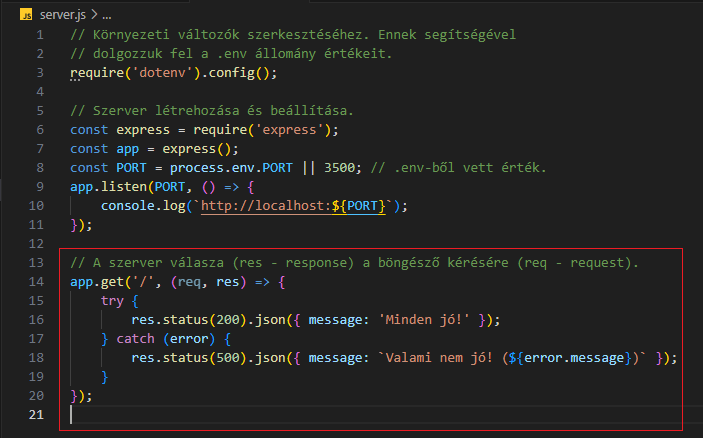 JS server.js > ...
1 // Környezeti változók szerkesztéséhez. Ennek segítségével
2 // dolgozzuk fel a .env állomány értékeit.
3 require('dotenv').config();
4
5 // Szerver létrehozása és beállítása.
6 const express = require('express');
7 const app = express();
8 const PORT = process.env.PORT || 3500; // .env-ből vett érték.
9 app.listen(PORT, () => {
10     console.log(`http://localhost:${PORT}`);
11 });
12
13 // A szerver válasza (res - response) a böngésző kérésére (req - request).
14 app.get('/', (req, res) => {
15     try {
16         res.status(200).json({ message: 'Minden jó!' });
17     } catch (error) {
18         res.status(500).json({ message: `Valami nem jó! (${error.message})` });
19     }
20 });
21